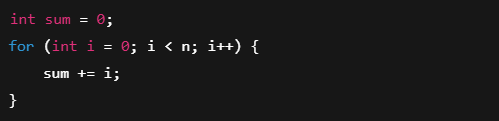 int sum = 0;
for (int i = 0; i < n; i++) {
    sum += i;
}